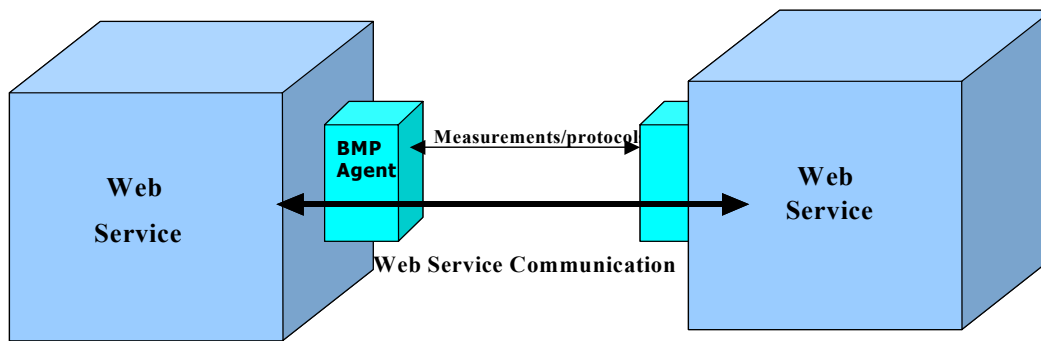 Measurements/protocol
BMP
Agent
Web
Service
Web
Service
Web Service Communication